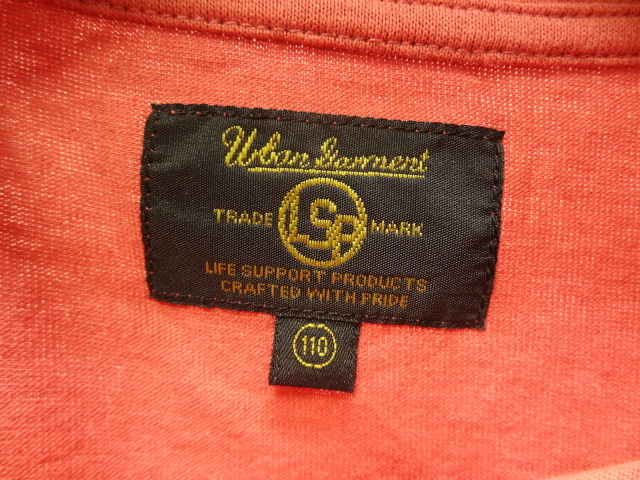 Urban Garment
TRADE LSP MARK
LIFE SUPPORT PRODUCTS
CRAFTED WITH PRIDE
110